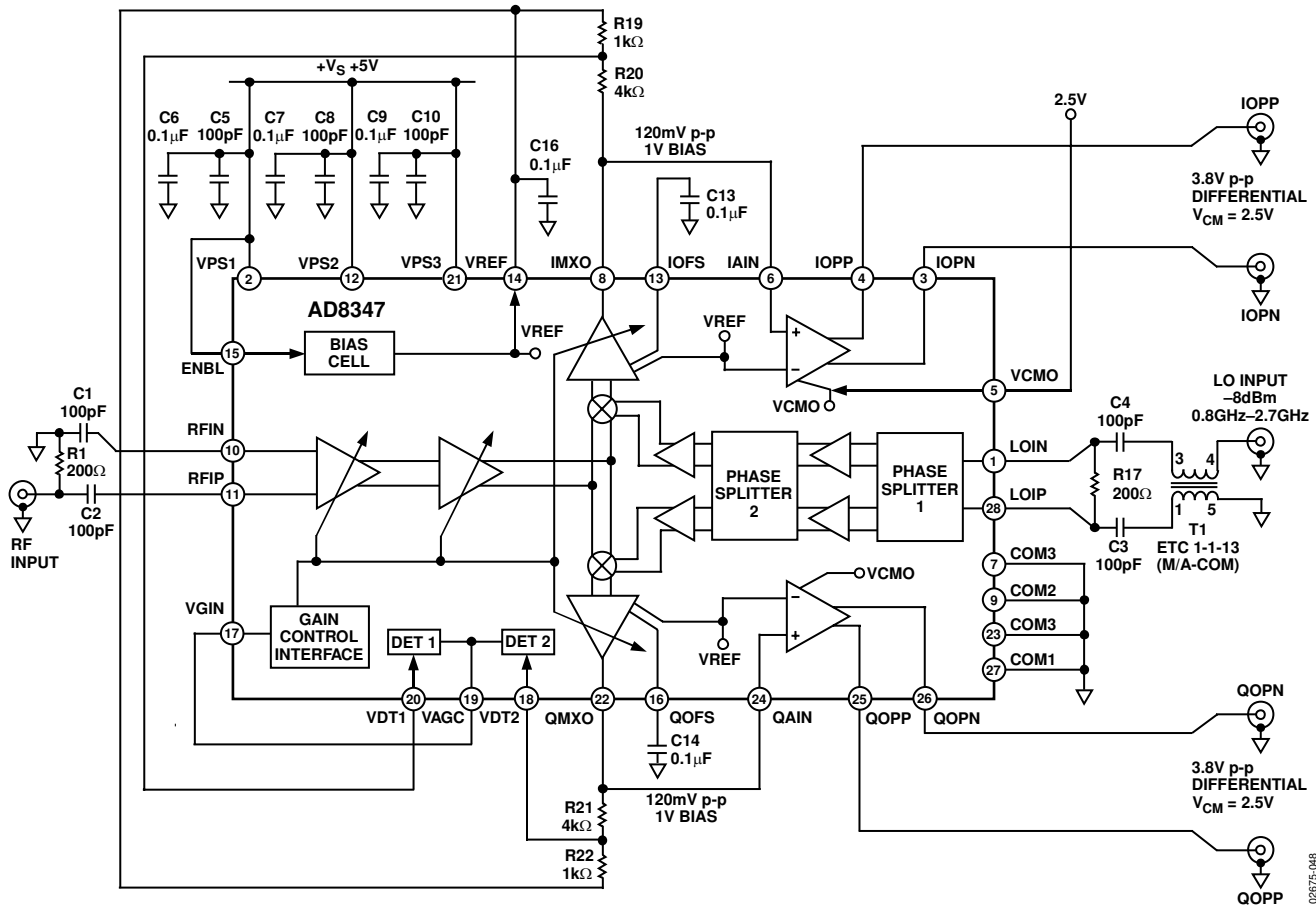 R19
1kΩ
+VS +5V
R20
4kΩ
2.5V
IOPP
C6
0.1µF
C5
100pF
C7
0.1µF
C8
100pF
C9
0.1µF
C10
100pF
C16
0.1µF
120mV p-p
1V BIAS
C13
0.1µF
3.8V p-p
DIFFERENTIAL
VCM = 2.5V
VPS1
2
VPS2
12
VPS3
21
VREF
14
IMXO
8
IOFS
13
IAIN
6
IOPP
4
IOPN
3
IOPN
AD8347
BIAS
CELL
VREF
VREF
+
−
15
ENBL
5
VCMO
VCMO
LO INPUT
–8dBm
0.8GHz–2.7GHz
C1
100pF
R1
200Ω
C2
100pF
RF
INPUT
RFIN
10
RFIP
11
PHASE
SPLITTER
2
PHASE
SPLITTER
1
1
LOIN
28
LOIP
C4
100pF
R17
200Ω
C3
100pF
3
4
1
5
T1
ETC 1-1-13
(M/A-COM)
7
COM3
9
COM2
23
COM3
27
COM1
VCMO
−
+
VREF
VGIN
17
GAIN
CONTROL
INTERFACE
DET 1
DET 2
20
VDT1
19
VAGC
18
VDT2
22
QMXO
16
QOFS
24
QAIN
25
QOPP
26
QOPN
QOPN
C14
0.1µF
120mV p-p
1V BIAS
R21
4kΩ
R22
1kΩ
3.8V p-p
DIFFERENTIAL
VCM = 2.5V
QOPP
02675-048